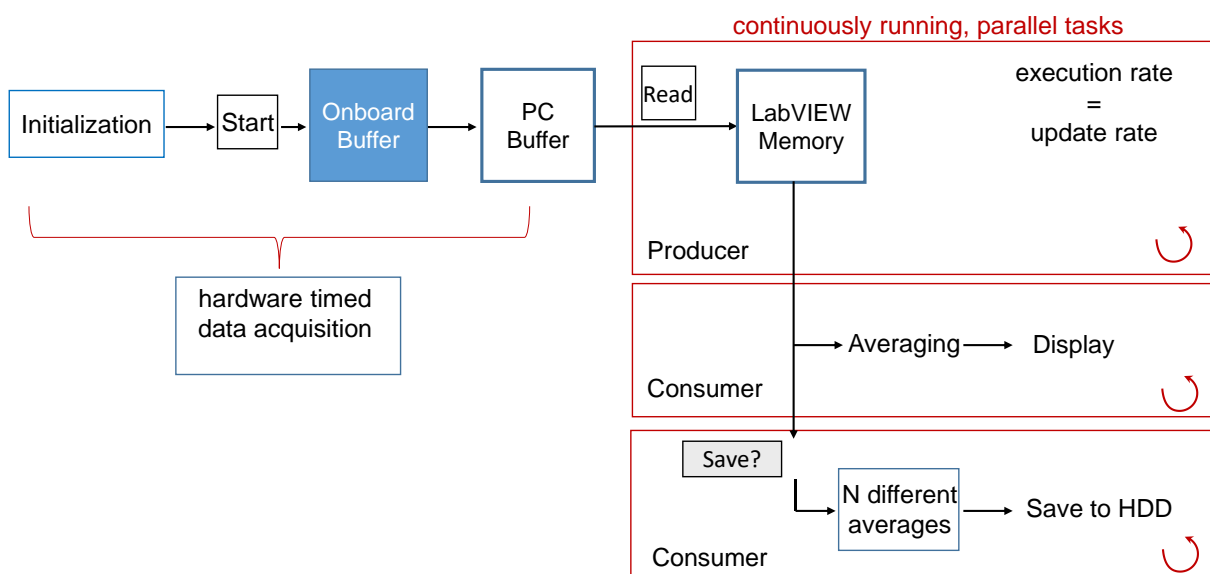 continuously running, parallel tasks
Initialization
Start
Onboard
Buffer
PC
Buffer
Read
LabVIEW
Memory
execution rate
=
update rate
Producer
hardware timed
data acquisition
Averaging
Display
Consumer
Save?
N different
averages
Save to HDD
Consumer